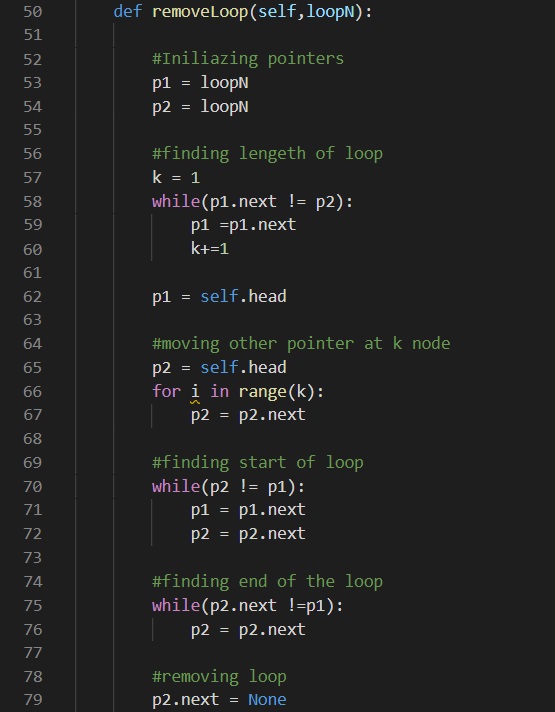 50 def removeLoop(self,loopN):
51
52 #Iniliazing pointers
53 p1 = loopN
54 p2 = loopN
55
56 #finding lengeth of loop
57 k = 1
58 while(p1.next != p2):
59 p1 =p1.next
60 k+=1
61
62 p1 = self.head
63
64 #moving other pointer at k node
65 p2 = self.head
66 for i in range(k):
67 p2 = p2.next
68
69 #finding start of loop
70 while(p2 != p1):
71 p1 = p1.next
72 p2 = p2.next
73
74 #finding end of the loop
75 while(p2.next !=p1):
76 p2 = p2.next
77
78 #removing loop
79 p2.next = None